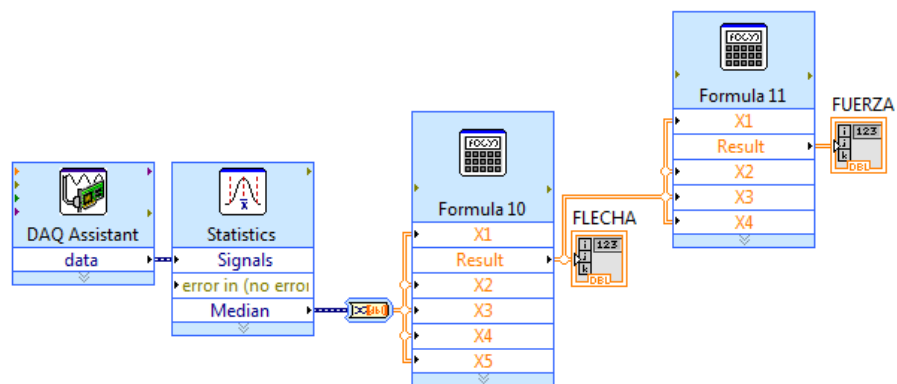 DAQ Assistant
data
Statistics
Signals
error in (no erro
Median
F(X,Y)
Formula 10
X1
Result
X2
X3
X4
X5
FLECHA
i 123
j
k
DBL
F(X,Y)
Formula 11
X1
Result
X2
X3
X4
FUERZA
i 123
j
k
DBL